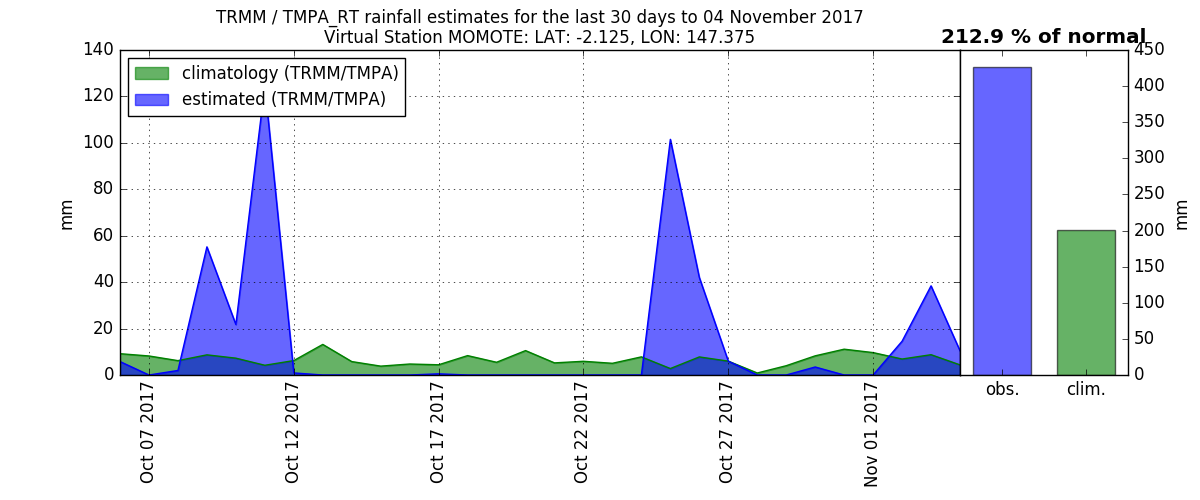 TRMM / TMPA_RT rainfall estimates for the last 30 days to 04 November 2017
Virtual Station MOMOTE: LAT: -2.125, LON: 147.375
212.9 % of normal
climatology (TRMM/TMPA)
estimated (TRMM/TMPA)
140
120
100
80
60
40
20
0
mm
Oct 07 2017
Oct 12 2017
Oct 17 2017
Oct 22 2017
Oct 27 2017
Nov 01 2017
450
400
350
300
250
200
150
100
50
0
mm
obs.
clim.